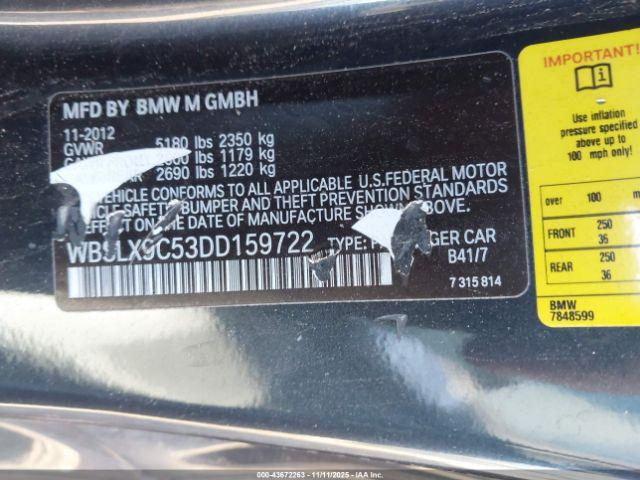 MFD BY BMW M GMBH
11-2012
GVWR 5180 lbs 2350 kg
lbs 1179 kg
2690 lbs 1220 kg
VEHICLE CONFORMS TO ALL APPLICABLE U.S.FEDERAL MOTOR
SAFETY, BUMPER AND THEFT PREVENTION STANDARDS
EFFECT ON THE DATE OF MANUFACTURE SHOWN ABOVE.
WBSLX9C53DD159722 TYPE: CAR
B41/7
7 315 814
IMPORTANT!
Use inflation
pressure specified
above up to
100 mph only!
over 100
FRONT 250
36
REAR 250
36
BMW
7848599
000-43672263 - 11/11/2025 - IAA, Inc.